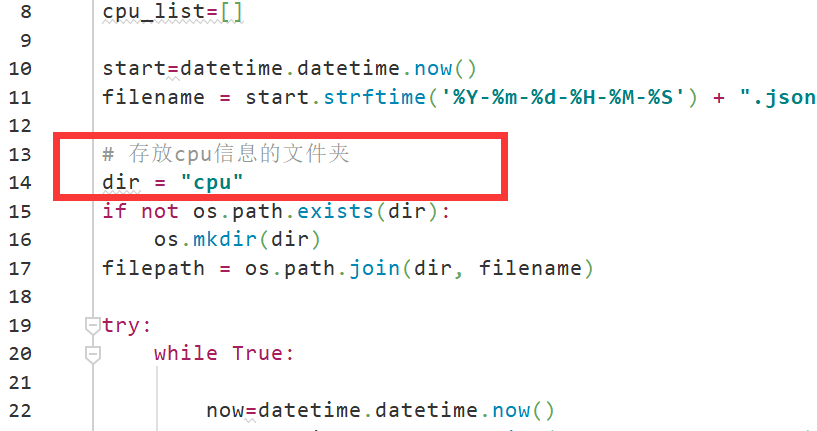 8 cpu_list=[]
9
10 start=datetime.datetime.now()
11 filename = start.strftime('%Y-%m-%d-%H-%M-%S') + ".json
12
13 # 存放cpu信息的文件夹
14 dir = "cpu"
15 if not os.path.exists(dir):
16 os.mkdir(dir)
17 filepath = os.path.join(dir, filename)
18
19 try:
20 while True:
21
22 now=datetime.datetime.now()